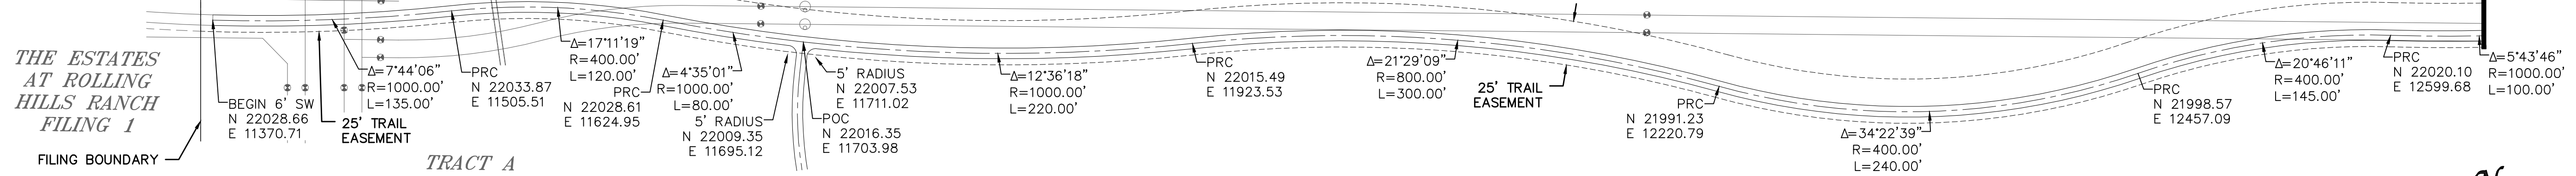 THE ESTATES
AT ROLLING
HILLS RANCH
FILING 1
FILING BOUNDARY
BEGIN 6' SW
N 22028.66
E 11370.71
25' TRAIL
EASEMENT
Δ=7°44'06"
R=1000.00'
L=135.00'
TRACT A
PRC
N 22033.87
E 11505.51
Δ=17°11'19"
R=400.00'
L=120.00'
PRC
N 22028.61
E 11624.95
Δ=4°35'01"
R=1000.00'
L=80.00'
5' RADIUS
N 22009.35
E 11695.12
5' RADIUS
N 22007.53
E 11711.02
POC
N 22016.35
E 11703.98
Δ=12°36'18"
R=1000.00'
L=220.00'
PRC
N 22015.49
E 11923.53
Δ=21°29'09"
R=800.00'
L=300.00'
25' TRAIL
EASEMENT
PRC
N 21991.23
E 12220.79
Δ=34°22'39"
R=400.00'
L=240.00'
PRC
N 21998.57
E 12457.09
Δ=20°46'11"
R=400.00'
L=145.00'
PRC
N 22020.10
E 12599.68
Δ=5°43'46"
R=1000.00'
L=100.00'